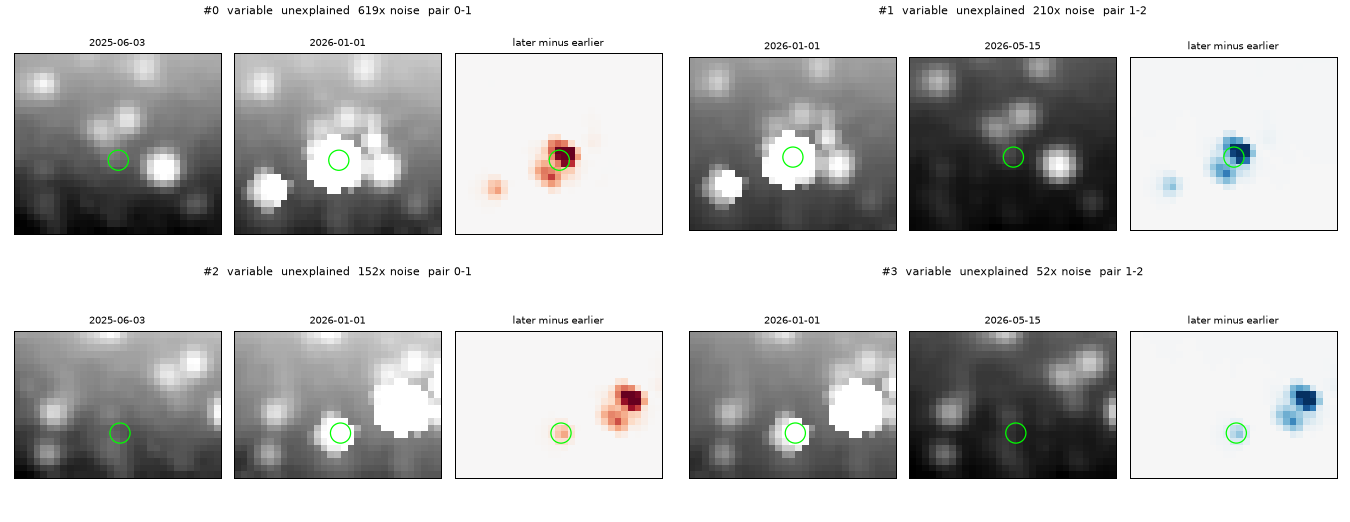 #0 variable unexplained 619x noise pair 0-1
2025-06-03
2026-01-01
later minus earlier
#1 variable unexplained 210x noise pair 1-2
2026-01-01
2026-05-15
later minus earlier
#2 variable unexplained 152x noise pair 0-1
2025-06-03
2026-01-01
later minus earlier
#3 variable unexplained 52x noise pair 1-2
2026-01-01
2026-05-15
later minus earlier